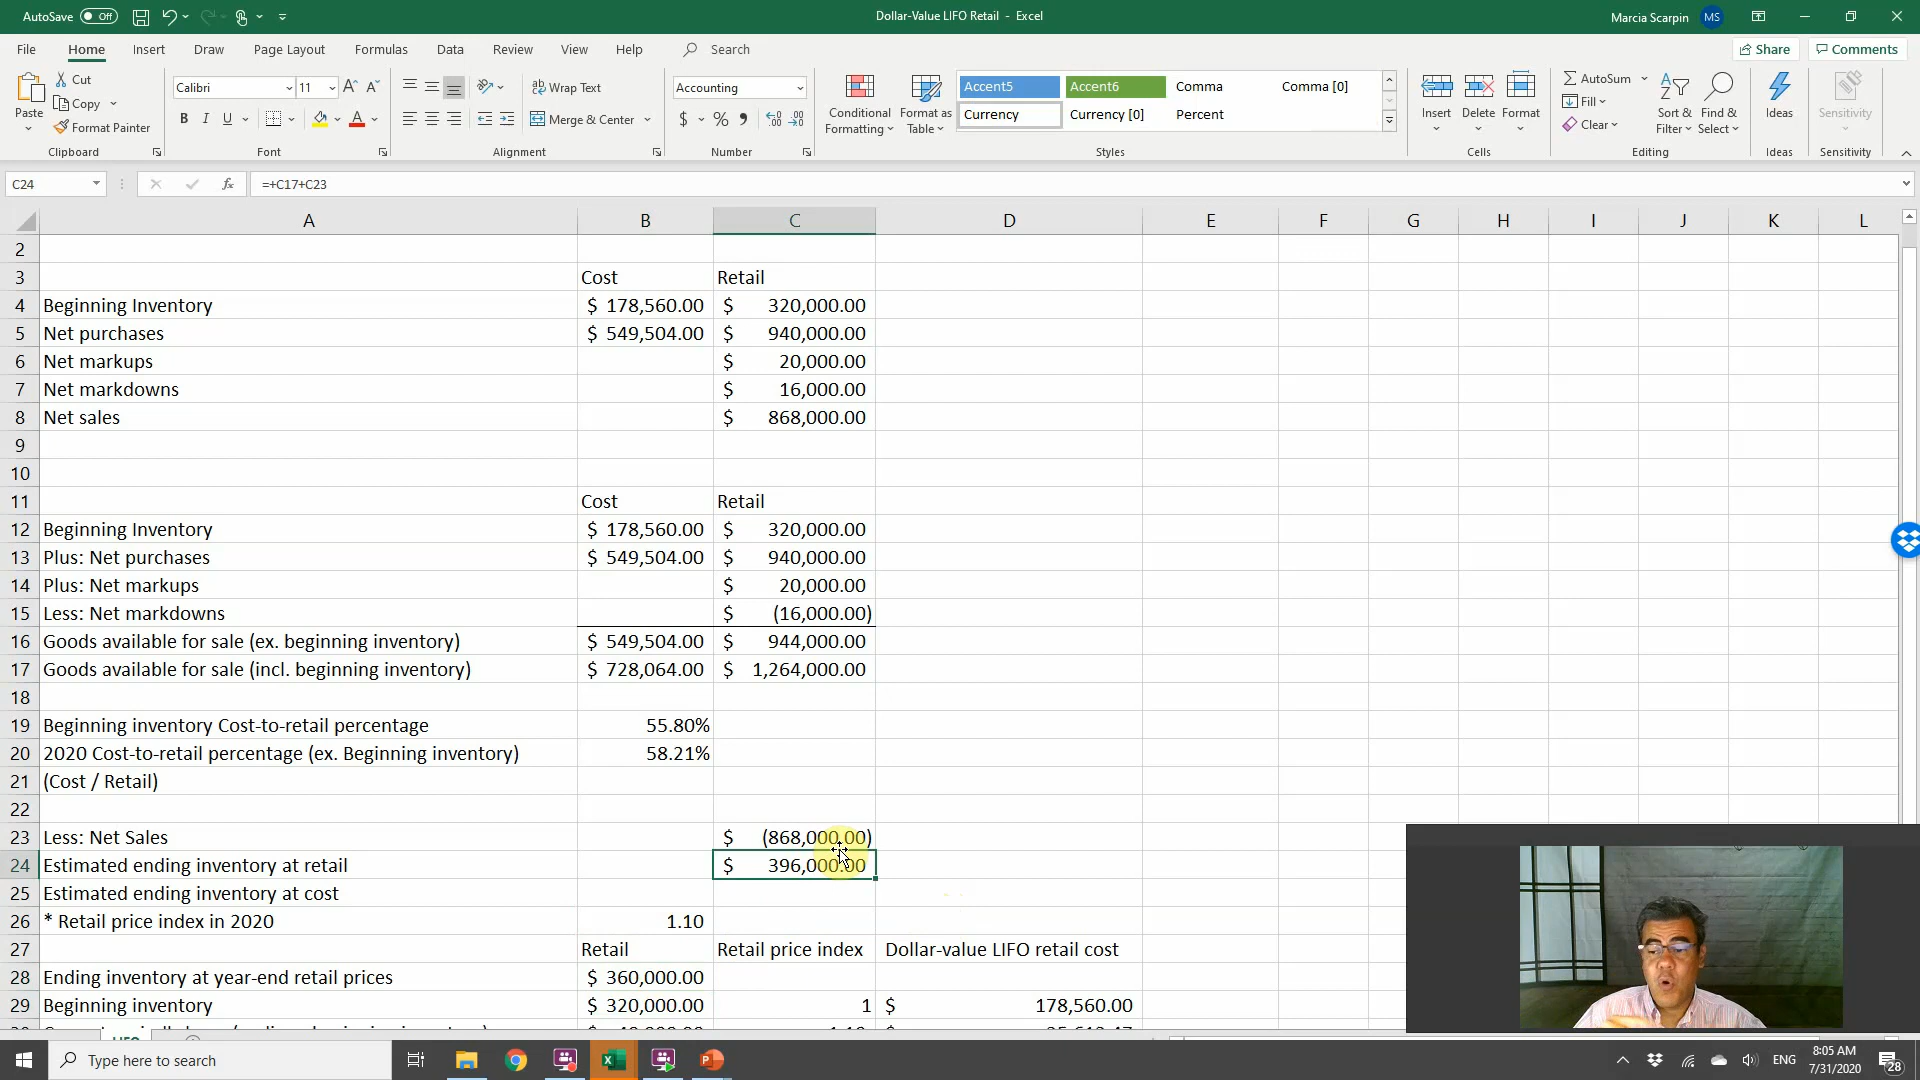 AutoSave Off
Dollar-Value LIFO Retail - Excel
Marcia Scarpin MS
File Home Insert Draw Page Layout Formulas Data Review View Help Search
Share Comments
Paste Cut Copy Format Painter
Calibri 11
B I U
Wrap Text
Merge & Center
Accounting
$ % 9
Conditional Formatting
Format as Table
Accent5 Accent6 Comma Comma [0]
Currency Currency [0] Percent
Insert Delete Format
AutoSum
Fill
Clear
Sort & Filter
Find & Select
Ideas
Sensitivity
Clipboard Font Alignment Number Styles Cells Editing Ideas Sensitivity
C24 fx =+C17+C23
A B C D E F G H I J K L
2
3 Cost Retail
4 Beginning Inventory $ 178,560.00 $ 320,000.00
5 Net purchases $ 549,504.00 $ 940,000.00
6 Net markups $ 20,000.00
7 Net markdowns $ 16,000.00
8 Net sales $ 868,000.00
9
10
11 Cost Retail
12 Beginning Inventory $ 178,560.00 $ 320,000.00
13 Plus: Net purchases $ 549,504.00 $ 940,000.00
14 Plus: Net markups $ 20,000.00
15 Less: Net markdowns $ (16,000.00)
16 Goods available for sale (ex. beginning inventory) $ 549,504.00 $ 944,000.00
17 Goods available for sale (incl. beginning inventory) $ 728,064.00 $ 1,264,000.00
18
19 Beginning inventory Cost-to-retail percentage 55.80%
20 2020 Cost-to-retail percentage (ex. Beginning inventory) 58.21%
21 (Cost / Retail)
22
23 Less: Net Sales $ (868,000.00)
24 Estimated ending inventory at retail $ 396,000.00
25 Estimated ending inventory at cost
26 * Retail price index in 2020 1.10
27 Retail Retail price index Dollar-value LIFO retail cost
28 Ending inventory at year-end retail prices $ 360,000.00
29 Beginning inventory $ 320,000.00 1 $ 178,560.00
Type here to search
ENG
8:05 AM
7/31/2020
28